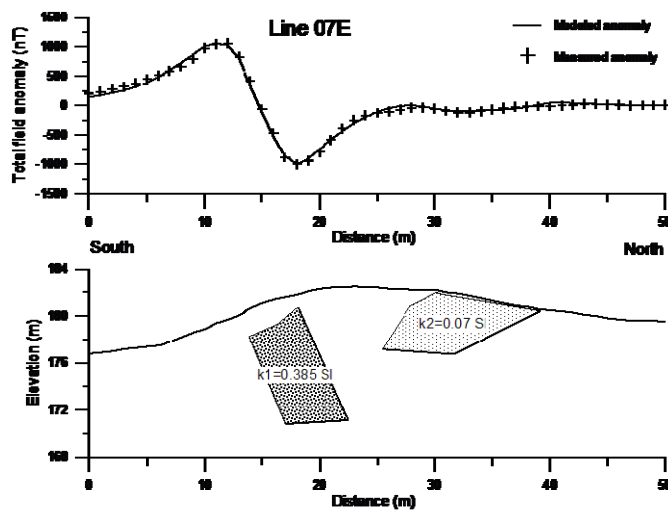 Line 07E
Modeled anomaly
Measured anomaly
Total field anomaly (nT)
1500
1000
500
0
-500
-1000
-1500
0 10 20 30 40 50
Distance (m)
South
North
Elevation (m)
184
180
176
172
168
k1=0.385 SI
k2=0.07 SI
0 10 20 30 40 50
Distance (m)